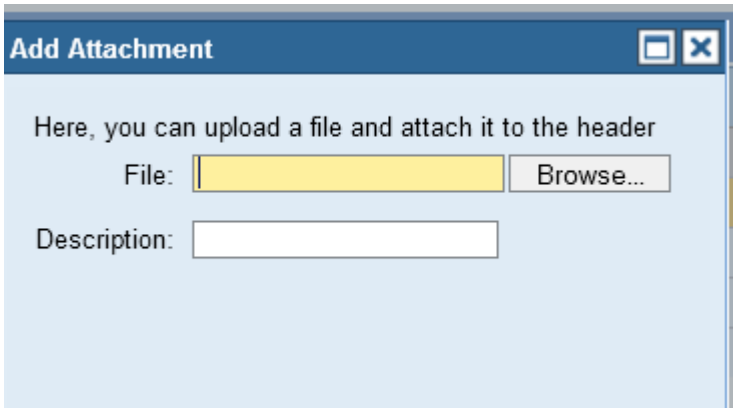 Add Attachment
Here, you can upload a file and attach it to the header
File: Browse...
Description: